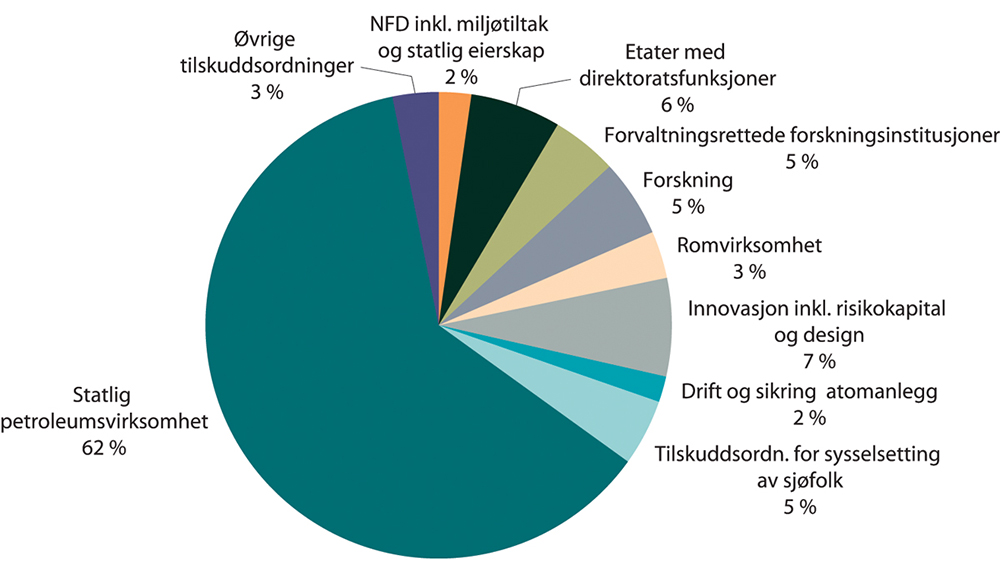 NFD inkl. miljøtiltak
og statlig eierskap
2 %
Etater med
direktoratsfunksjoner
6 %
Forvaltningsrettede forskningsinstitusjoner
5 %
Forskning
5 %
Romvirksomhet
3 %
Innovasjon inkl. risikokapital
og design
7 %
Drift og sikring  atomanlegg
2 %
Tilskuddsordn. for sysselsetting
av sjøfolk
5 %
Statlig
petroleumsvirksomhet
62 %
Øvrige
tilskuddsordninger
3 %